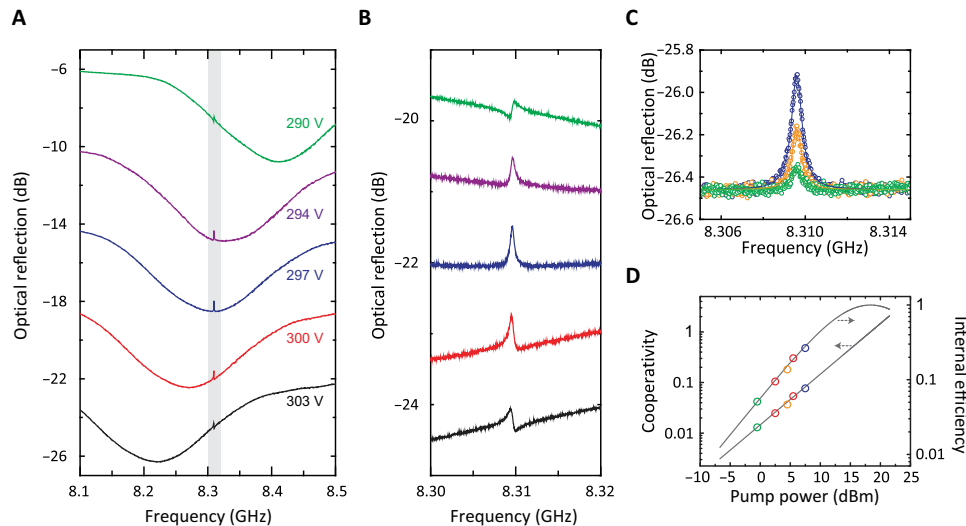 A
Optical reflection (dB)
−6
−10
−14
−18
−22
−26
290 V
294 V
297 V
300 V
303 V
8.1 8.2 8.3 8.4 8.5
Frequency (GHz)
B
Optical reflection (dB)
−20
−22
−24
8.30 8.31 8.32
Frequency (GHz)
C
Optical reflection (dB)
−25.8
−26.0
−26.2
−26.4
−26.6
8.306 8.310 8.314
Frequency (GHz)
D
Cooperativity
1
0.1
0.01
1
0.1
0.01
Internal efficiency
−10 −5 0 5 10 15 20 25
Pump power (dBm)